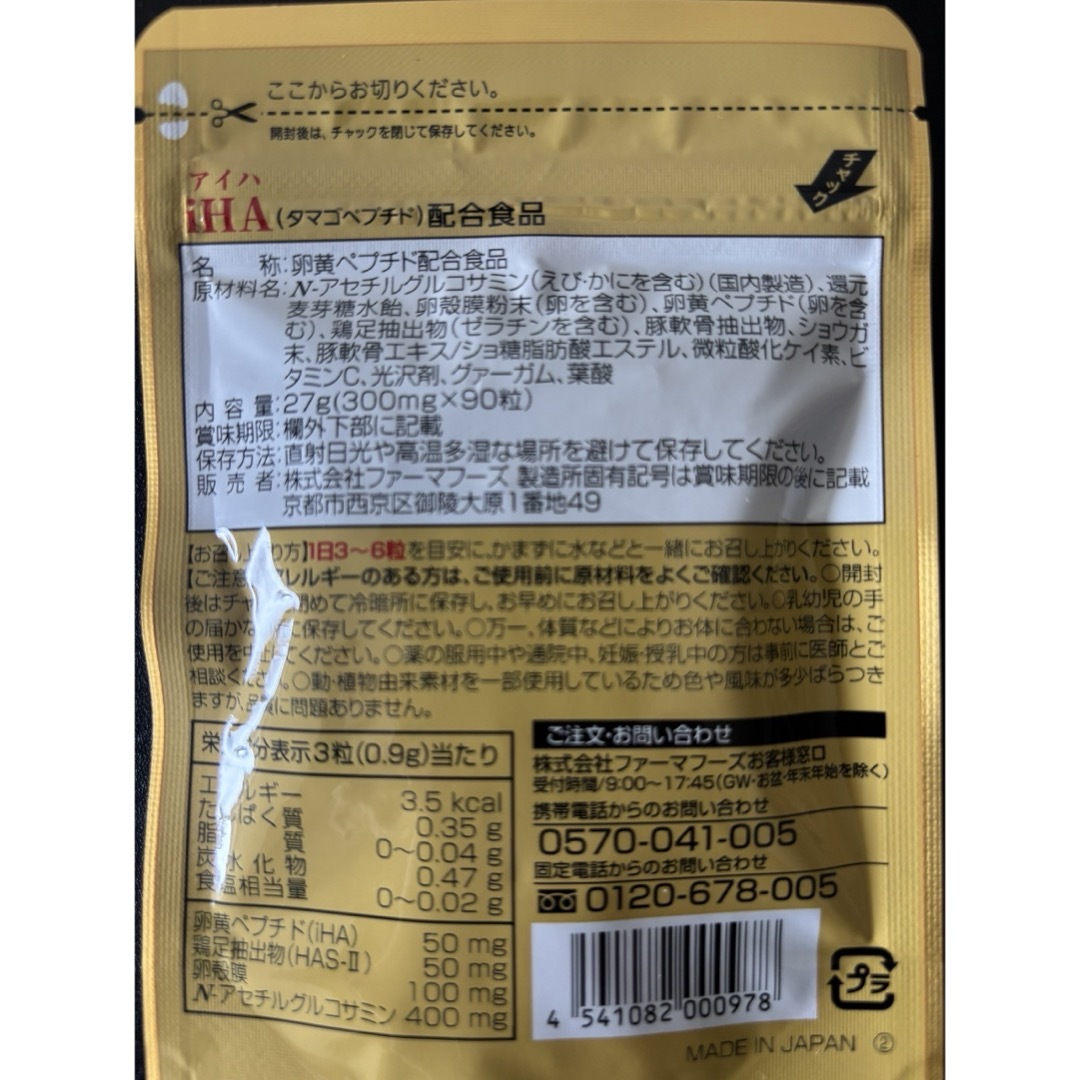 ここからお切りください。
開封後は、チャックを閉じて保存してください。
チャック
アイハ
iHA(タマゴペプチド)配合食品
名 称:卵黄ペプチド配合食品
原材料名:N-アセチルグルコサミン(えび・かにを含む)(国内製造)、還元
麦芽糖水飴、卵殻膜粉末(卵を含む)、卵黄ペプチド(卵を含
む)、鶏足抽出物(ゼラチンを含む)、豚軟骨抽出物、ショウガ
末、豚軟骨エキス/ショ糖脂肪酸エステル、微粒酸化ケイ素、ビ
タミンC、光沢剤、グァーガム、葉酸
内容量:27g(300mg×90粒)
賞味期限:欄外下部に記載
保存方法:直射日光や高温多湿な場所を避けて保存してください。
販売者:株式会社ファーマフーズ 製造所固有記号は賞味期限の後に記載
京都市西京区御陵大原1番地49
【お召し上がり方】1日3〜6粒を目安に、かまずに水などと一緒にお召し上がりください。
【ご注意 アレルギーのある方は、ご使用前に原材料をよくご確認ください。○開封
後はチャ 閉めて冷暗所に保存し、お早めにお召し上がりください。○乳幼児の手
の届かな に保存してください。○万一、体質などによりお体に合わない場合は、ご
使用を中止してください。○薬の服用中や通院中、妊娠・授乳中の方は事前に医師とご
相談ください。○動・植物由来素材を一部使用しているため色や風味が多少ばらつき
ますが、品質に問題ありません。
栄 分表示3粒(0.9g)当たり
エネルギー 3.5 kcal
たんぱく質 0.35 g
脂質 0〜0.04 g
炭水化物 0.47 g
食塩相当量 0〜0.02 g
卵黄ペプチド(iHA) 50 mg
鶏足抽出物(HAS-Ⅱ) 50 mg
卵殻膜 100 mg
N-アセチルグルコサミン 400 mg
ご注文・お問い合わせ
株式会社ファーマフーズお客様窓口
受付時間/9:00〜17:45(GW・お盆・年末年始を除く)
携帯電話からのお問い合わせ
0570-041-005
固定電話からのお問い合わせ
0120-678-005
4 541082 000978
プラ
MADE IN JAPAN ②